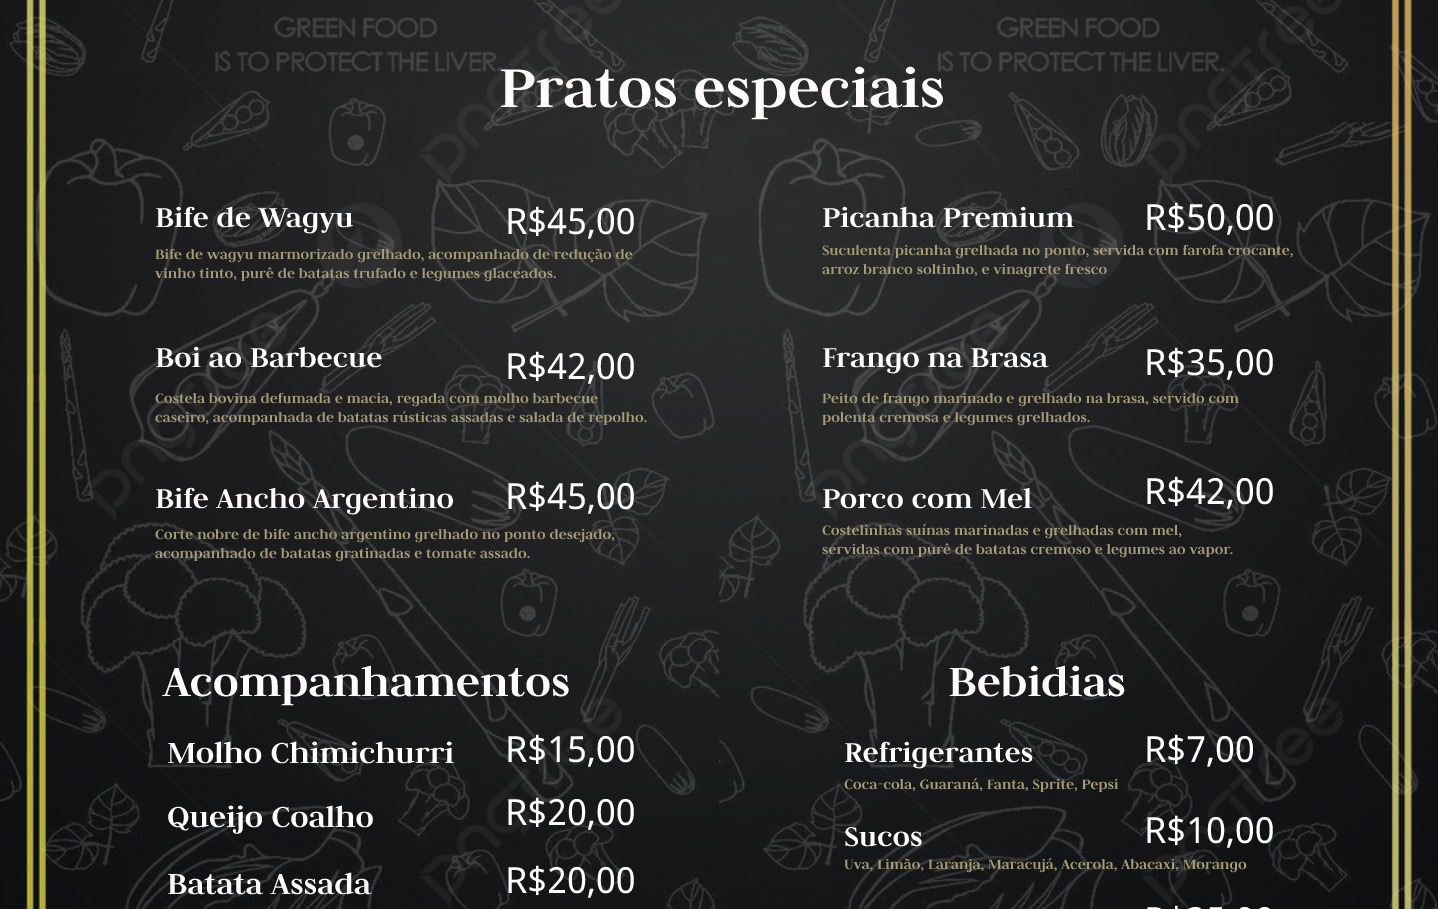 GREEN FOOD
IS TO PROTECT THE LIVER.
GREEN FOOD
IS TO PROTECT THE LIVER.
Pratos especiais
Bife de Wagyu R$45,00
Bife de wagyu marmorizado grelhado, acompanhado de redução de
vinho tinto, purê de batatas trufado e legumes glaceados.
Boi ao Barbecue R$42,00
Costela bovina defumada e macia, regada com molho barbecue
caseiro, acompanhada de batatas rústicas assadas e salada de repolho.
Bife Ancho Argentino R$45,00
Corte nobre de bife ancho argentino grelhado no ponto desejado,
acompanhado de batatas gratinadas e tomate assado.
Picanha Premium R$50,00
Suculenta picanha grelhada no ponto, servida com farofa crocante,
arroz branco soltinho, e vinagrete fresco
Frango na Brasa R$35,00
Peito de frango marinado e grelhado na brasa, servido com
polenta cremosa e legumes grelhados.
Porco com Mel R$42,00
Costelinhas suínas marinadas e grelhadas com mel,
servidas com purê de batatas cremoso e legumes ao vapor.
Acompanhamentos
Molho Chimichurri R$15,00
Queijo Coalho R$20,00
Batata Assada R$20,00
Bebidias
Refrigerantes R$7,00
Coca-cola, Guaraná, Fanta, Sprite, Pepsi
Sucos R$10,00
Uva, Limão, Laranja, Maracujá, Acerola, Abacaxi, Morango
pngtree
pngtree
pngtree
pngtree